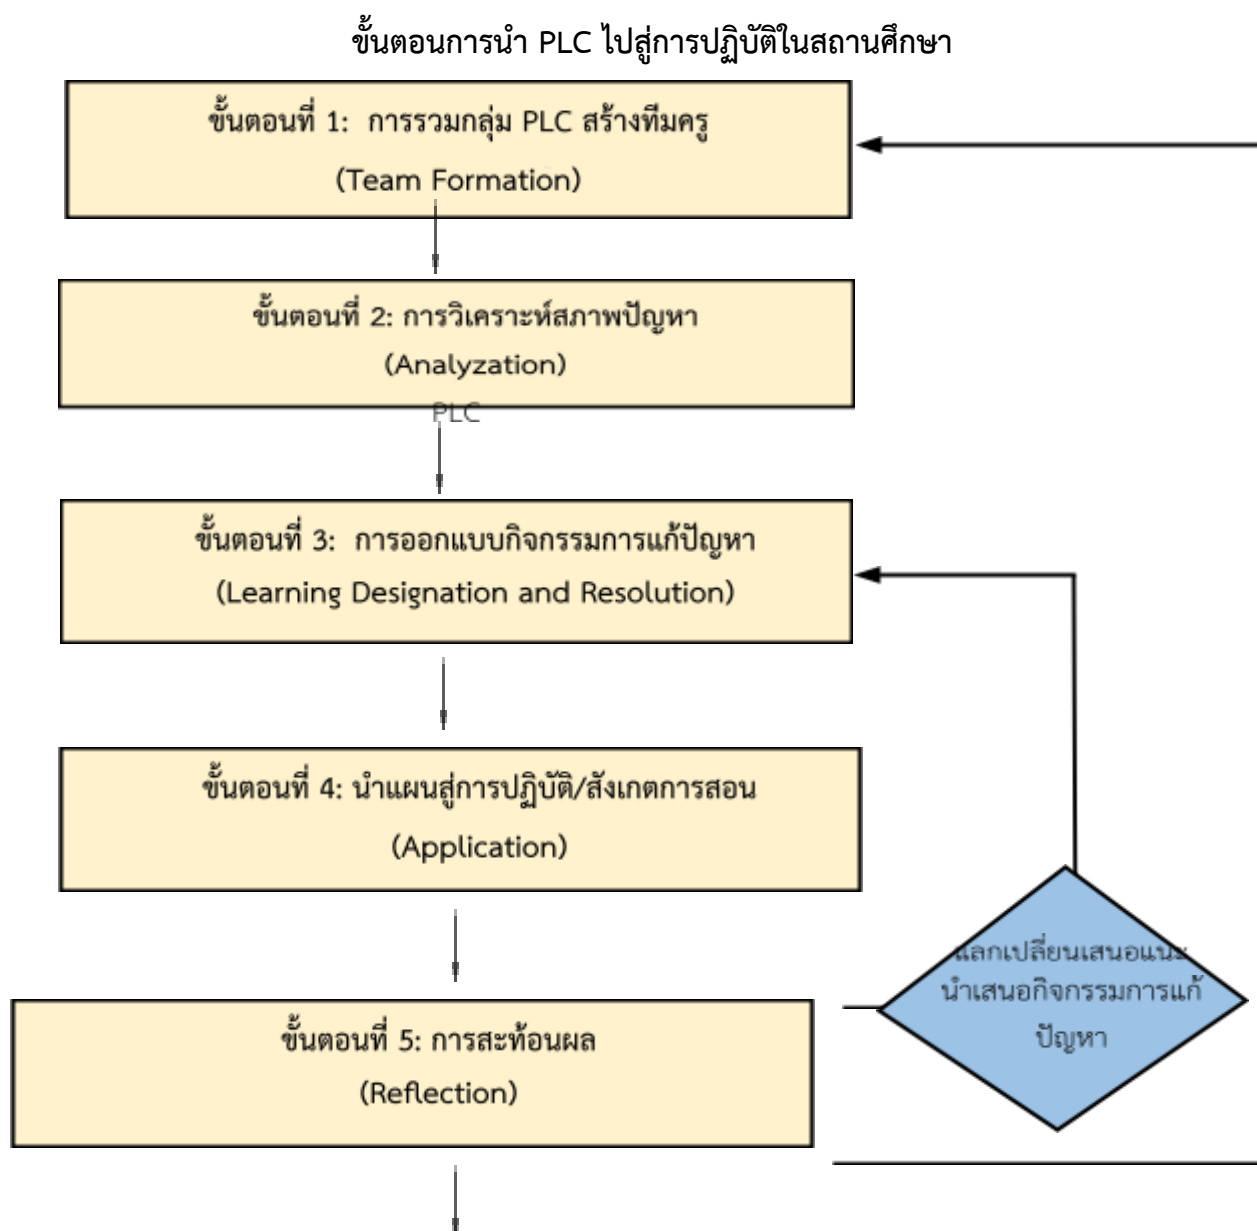 ขั้นตอนการนำ PLC ไปสู่การปฏิบัติในสถานศึกษา
ขั้นตอนที่ 1: การรวมกลุ่ม PLC สร้างทีมครู
(Team Formation)
ขั้นตอนที่ 2: การวิเคราะห์สภาพปัญหา
(Analyzation)
PLC
ขั้นตอนที่ 3: การออกแบบกิจกรรมการแก้ปัญหา
(Learning Designation and Resolution)
ขั้นตอนที่ 4: นำแผนสู่การปฏิบัติ/สังเกตการสอน
(Application)
แลกเปลี่ยนเสนอแนะ
นำเสนอกิจกรรมการแก้
ปัญหา
ขั้นตอนที่ 5: การสะท้อนผล
(Reflection)